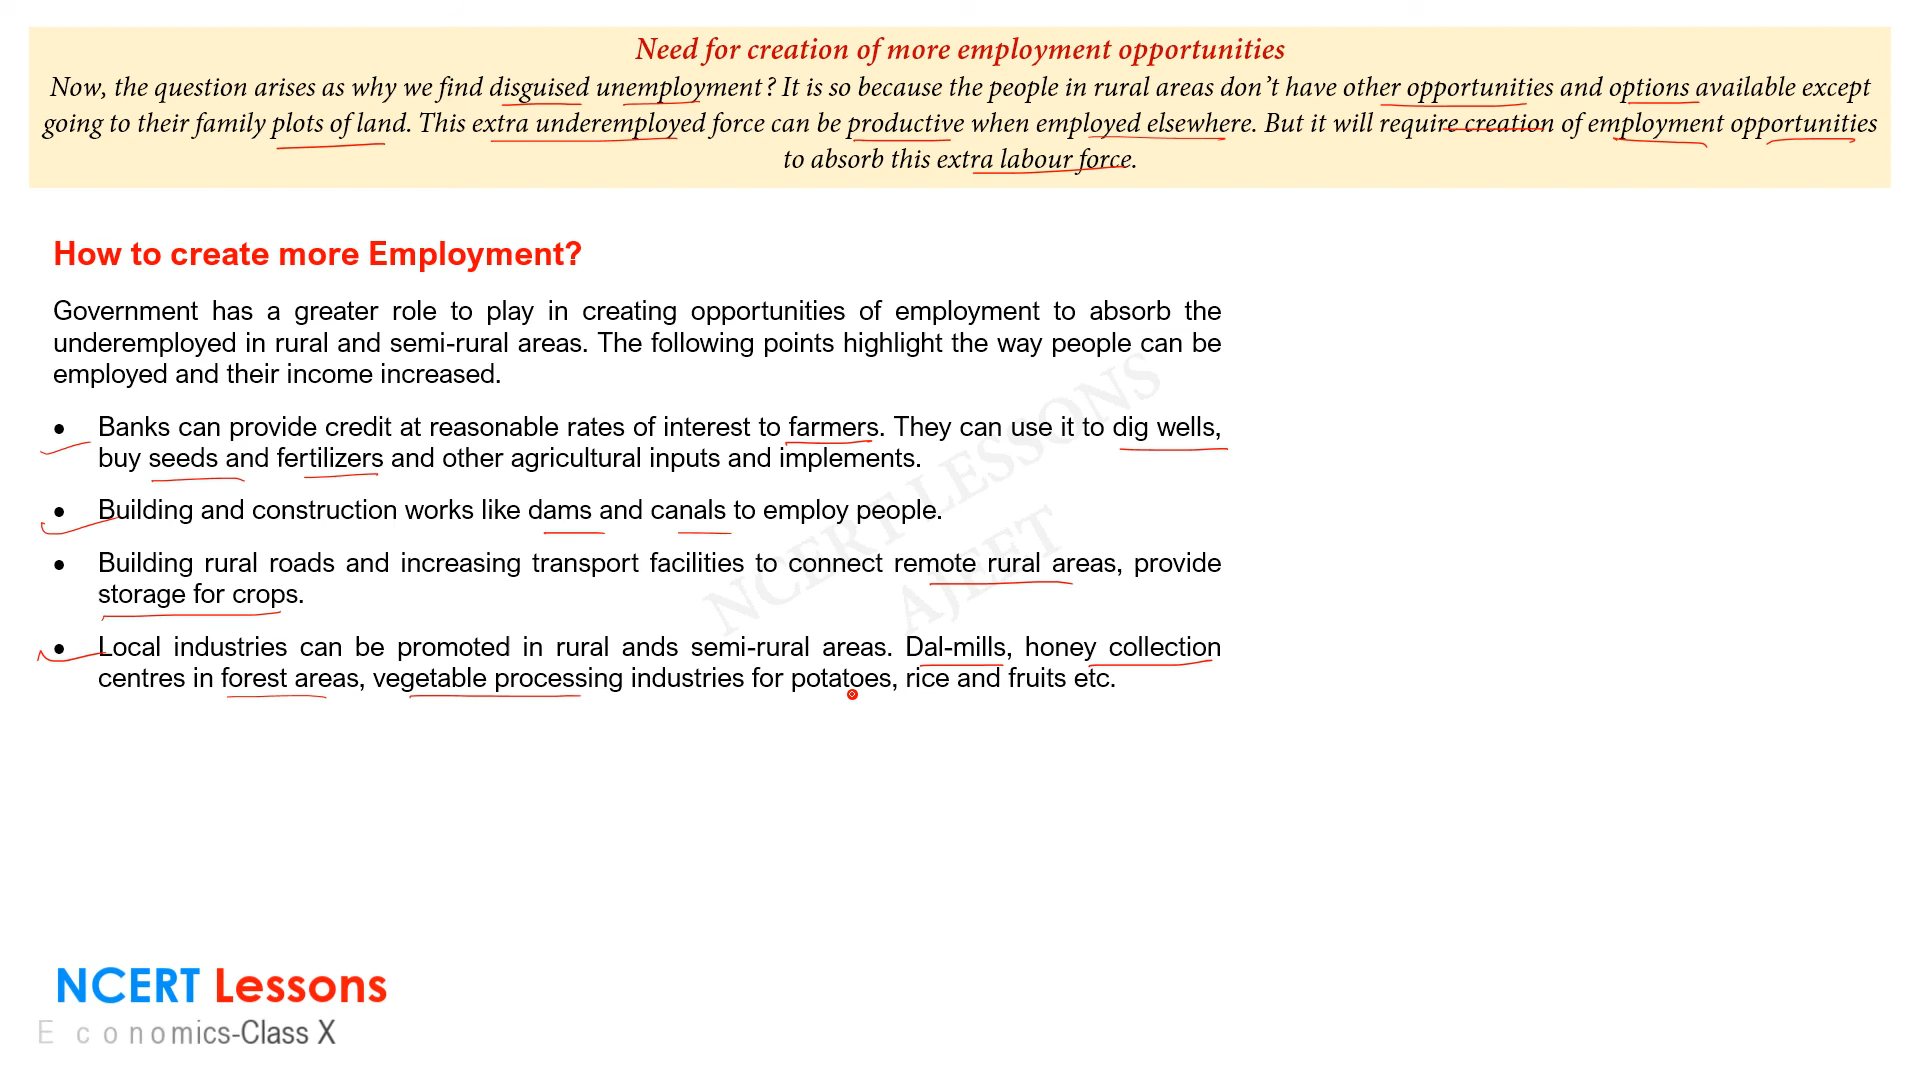 Need for creation of more employment opportunities
Now, the question arises as why we find disguised unemployment? It is so because the people in rural areas don’t have other opportunities and options available except
going to their family plots of land. This extra underemployed force can be productive when employed elsewhere. But it will require creation of employment opportunities
to absorb this extra labour force.
How to create more Employment?
Government has a greater role to play in creating opportunities of employment to absorb the
underemployed in rural and semi-rural areas. The following points highlight the way people can be
employed and their income increased.
• Banks can provide credit at reasonable rates of interest to farmers. They can use it to dig wells,
buy seeds and fertilizers and other agricultural inputs and implements.
• Building and construction works like dams and canals to employ people.
• Building rural roads and increasing transport facilities to connect remote rural areas, provide
storage for crops.
• Local industries can be promoted in rural ands semi-rural areas. Dal-mills, honey collection
centres in forest areas, vegetable processing industries for potatoes, rice and fruits etc.
NCERT LESSONS
AJEET
NCERT Lessons
Economics-Class X